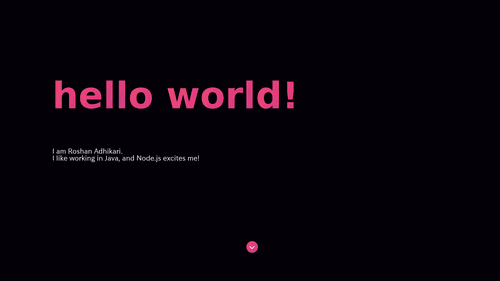 hello world!
I am Roshan Adhikari.
I like working in Java, and Node.js excites me!